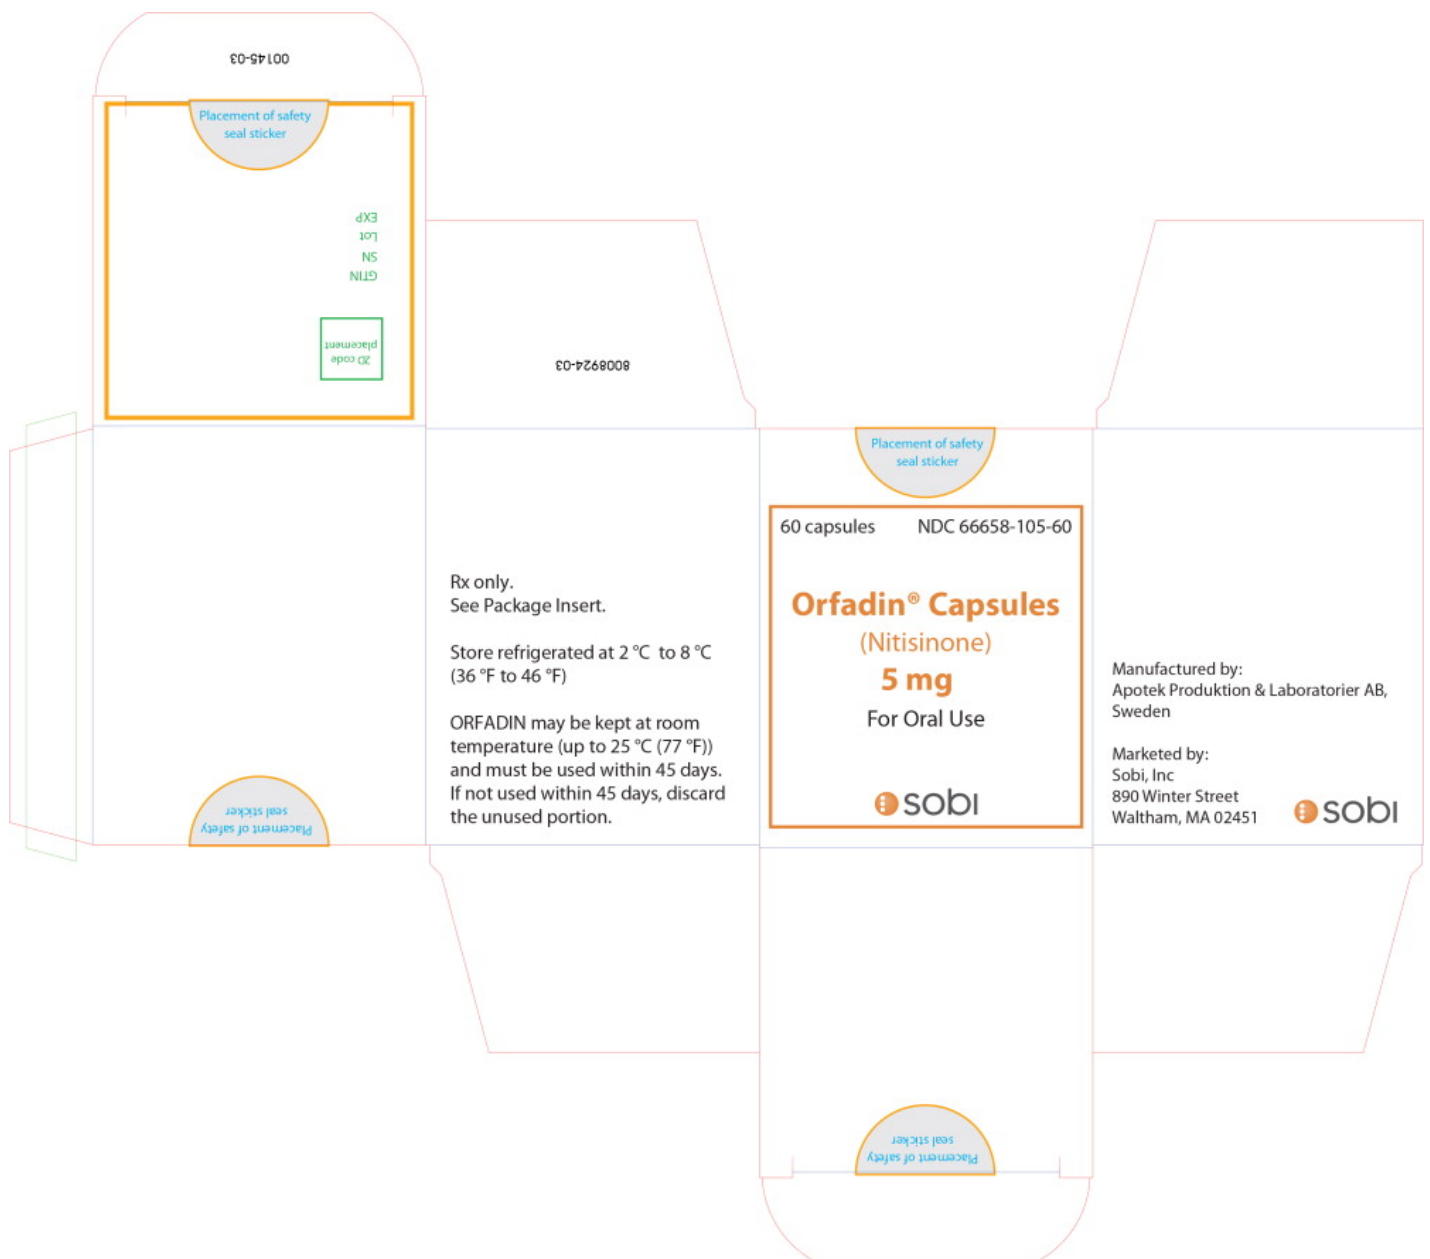 00145-03
Placement of safety
seal sticker
EXP
Lot
SN
GTIN
2D code
placement
8008924-03
Placement of safety
seal sticker
Rx only.
See Package Insert.
Store refrigerated at 2 °C to 8 °C
(36 °F to 46 °F)
ORFADIN may be kept at room
temperature (up to 25 °C (77 °F))
and must be used within 45 days.
If not used within 45 days, discard
the unused portion.
Placement of safety
seal sticker
60 capsules NDC 66658-105-60
Orfadin® Capsules
(Nitisinone)
5 mg
For Oral Use
sobi
Manufactured by:
Apotek Produktion & Laboratorier AB,
Sweden
Marketed by:
Sobi, Inc
890 Winter Street
Waltham, MA 02451
sobi
Placement of safety
seal sticker